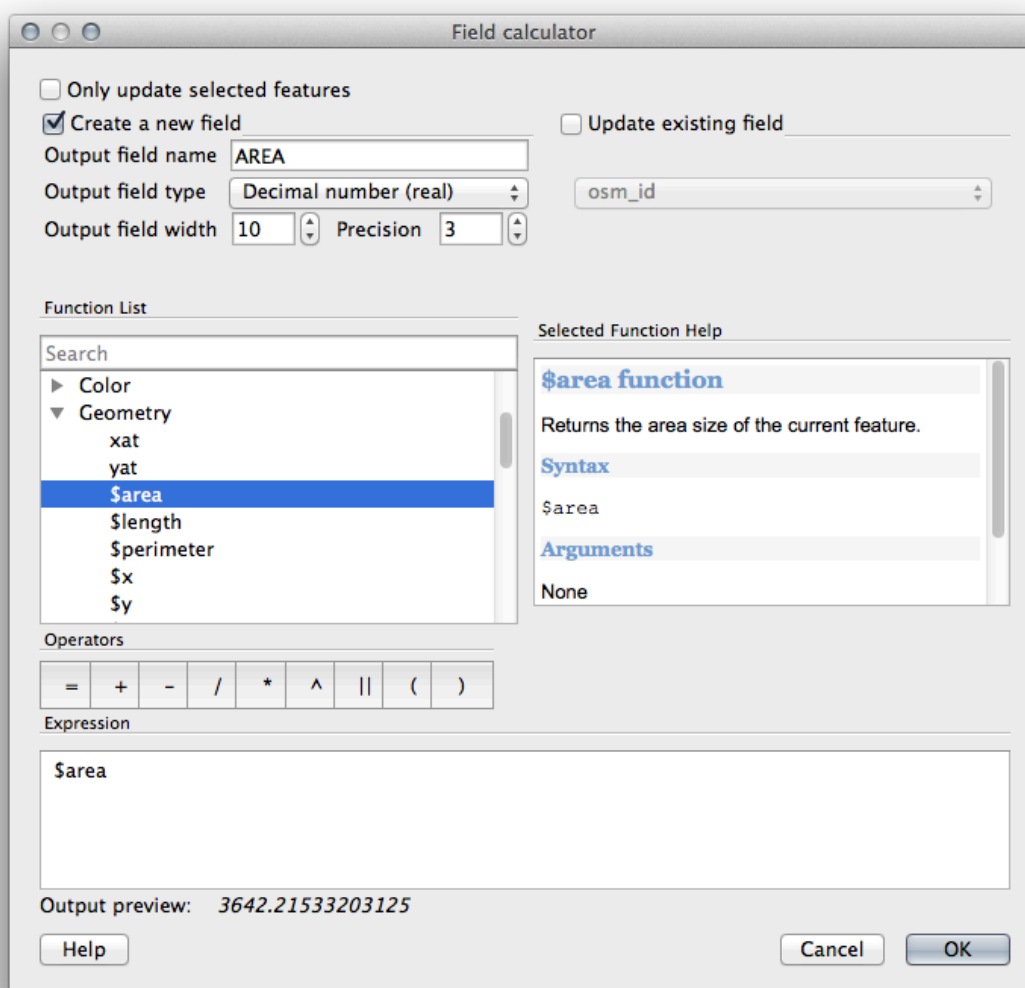 Field calculator
Only update selected features
Create a new field
Update existing field
Output field name AREA
Output field type Decimal number (real)
osm_id
Output field width 10 Precision 3
Function List
Selected Function Help
Search
Color
Geometry
xat
yat
$area
$length
$perimeter
$x
$y
$area function
Returns the area size of the current feature.
Syntax
$area
Arguments
None
Operators
= + - / * ^ || ( )
Expression
$area
Output preview: 3642.21533203125
Help Cancel OK